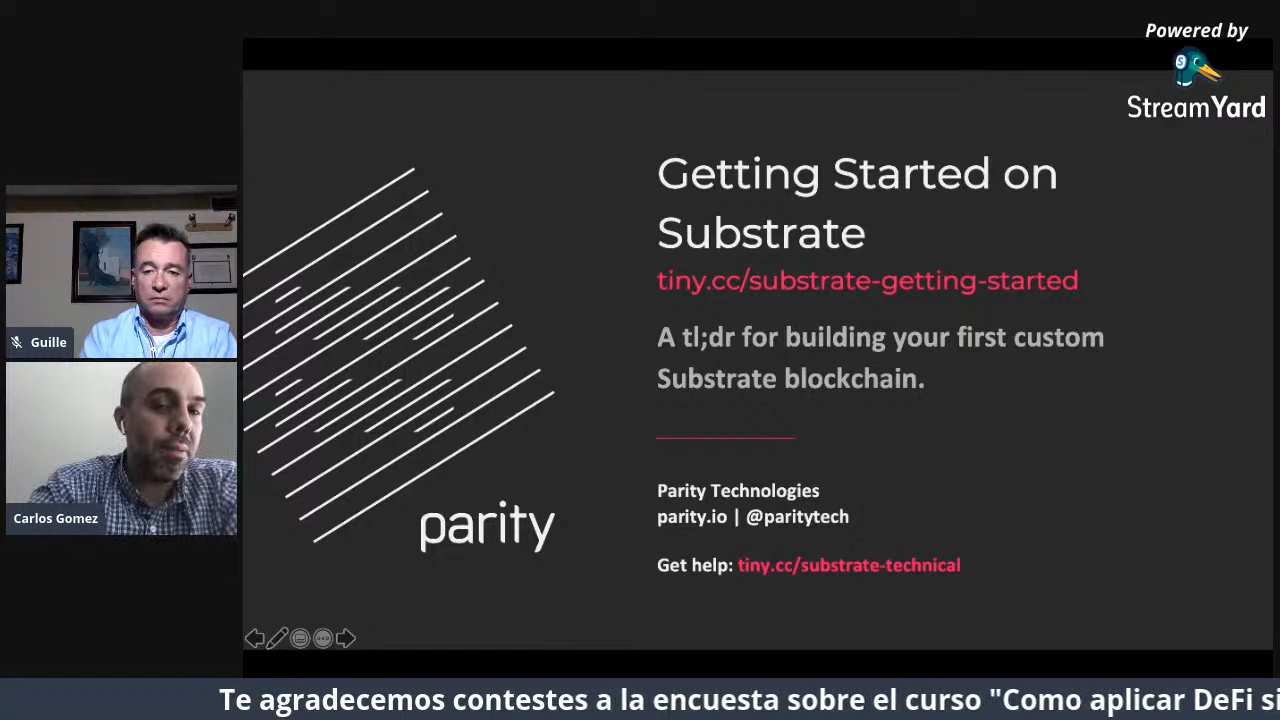 Powered by
StreamYard
Getting Started on
Substrate
tiny.cc/substrate-getting-started
A tl;dr for building your first custom
Substrate blockchain.
Parity Technologies
parity.io | @paritytech
Get help: tiny.cc/substrate-technical
parity
Guille
Carlos Gomez
Te agradecemos contestes a la encuesta sobre el curso "Como aplicar DeFi si